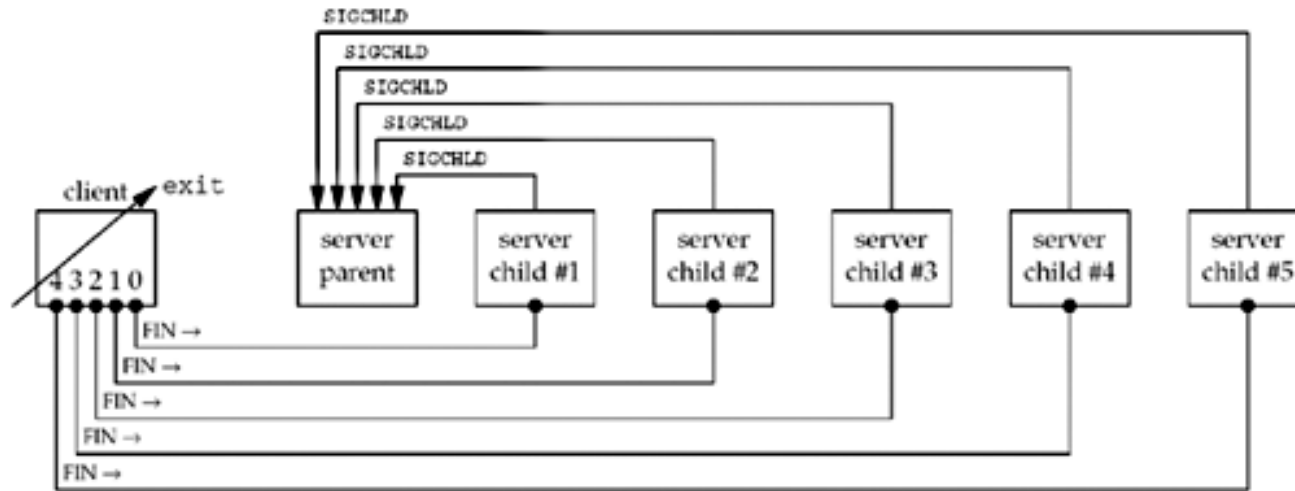 SIGCHLD
SIGCHLD
SIGCHLD
SIGCHLD
SIGCHLD
client
exit
4 3 2 1 0
server
parent
server
child #1
server
child #2
server
child #3
server
child #4
server
child #5
FIN →
FIN →
FIN →
FIN →
FIN →